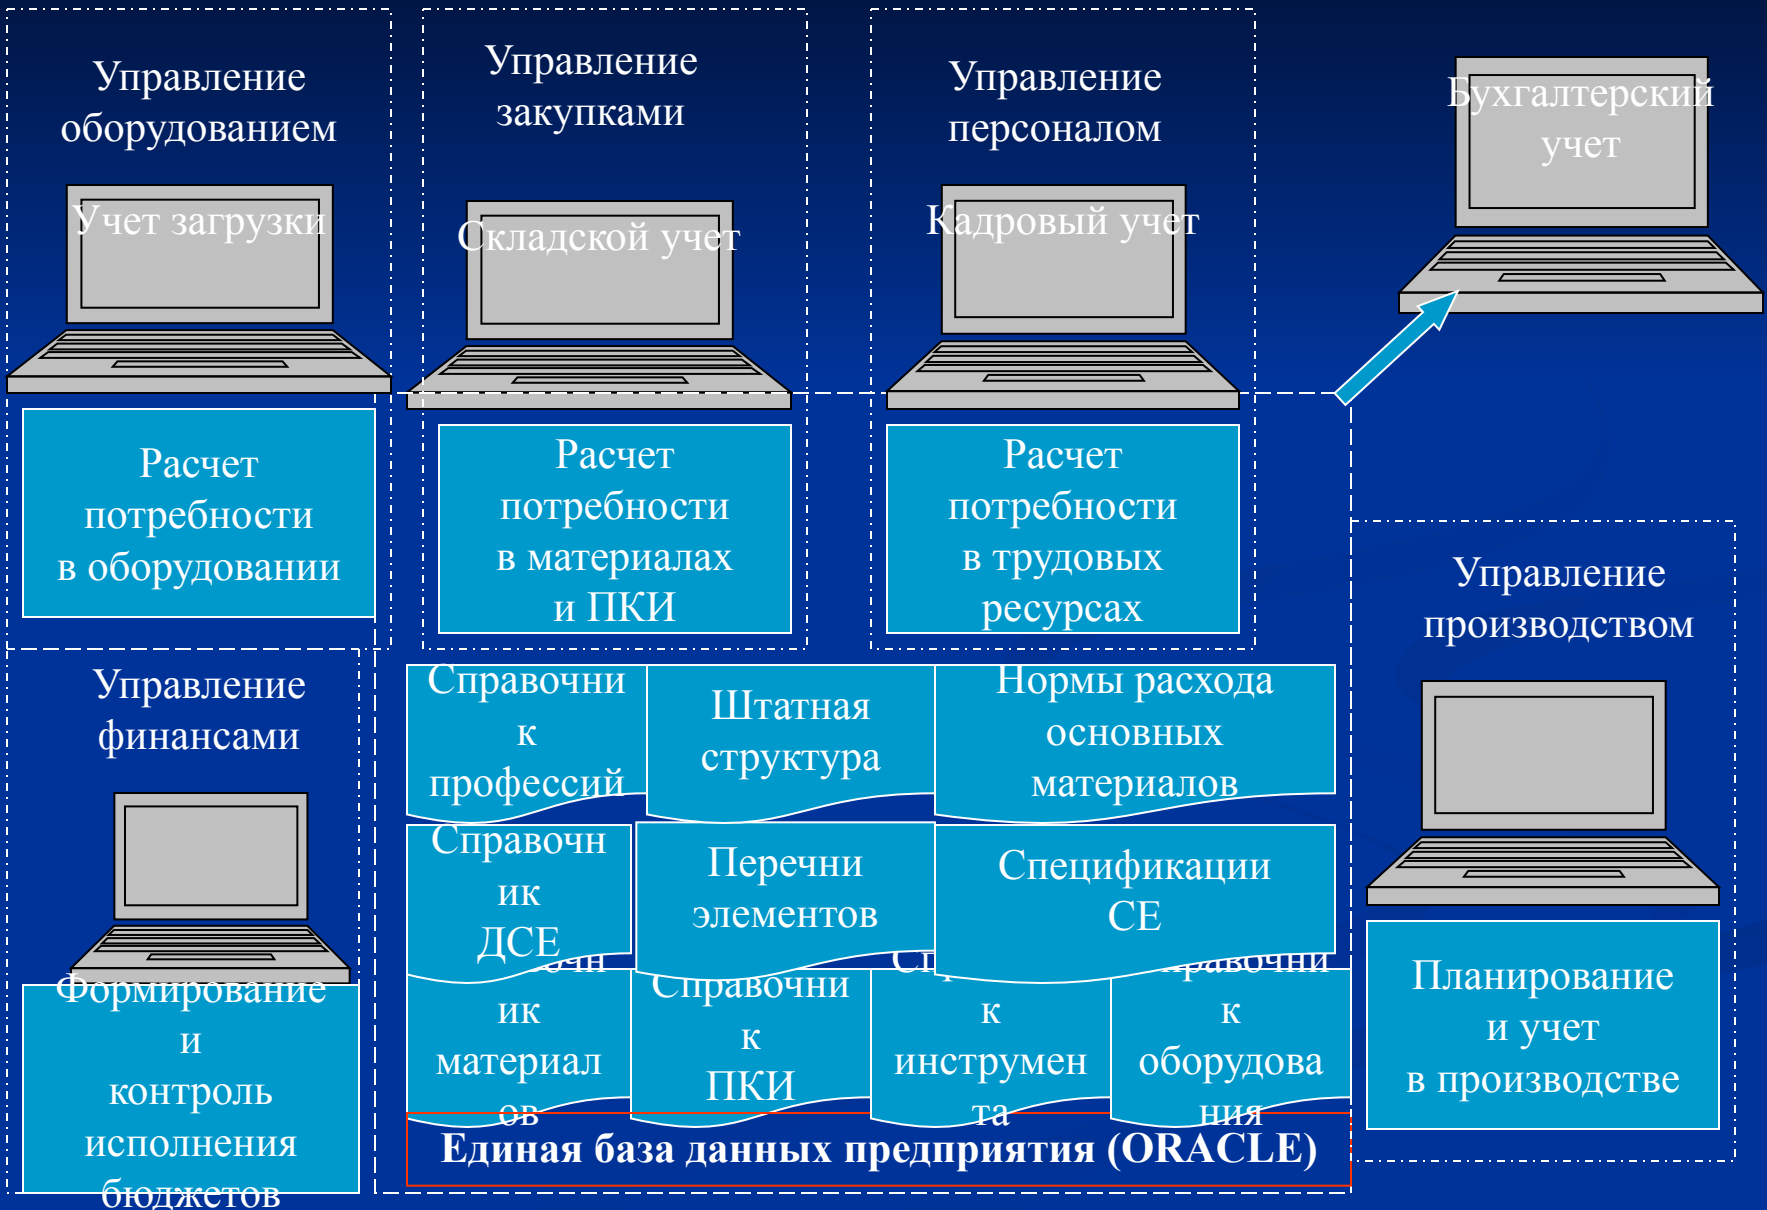 Управление
оборудованием
Учет загрузки
Расчет
потребности
в оборудовании
Управление
закупками
Складской учет
Расчет
потребности
в материалах
и ПКИ
Управление
персоналом
Кадровый учет
Расчет
потребности
в трудовых
ресурсах
Бухгалтерский
учет
Управление
финансами
Формирование
и
контроль
исполнения
бюджетов
Справочни
к
профессий
Штатная
структура
Нормы расхода
основных
материалов
Справочн
ик
ДСЕ
Перечни
элементов
Спецификации
СЕ
ик
материал
ов
Справочни
к
ПКИ
к
инструмен
та
к
оборудова
ния
Единая база данных предприятия (ORACLE)
Управление
производством
Планирование
и учет
в производстве